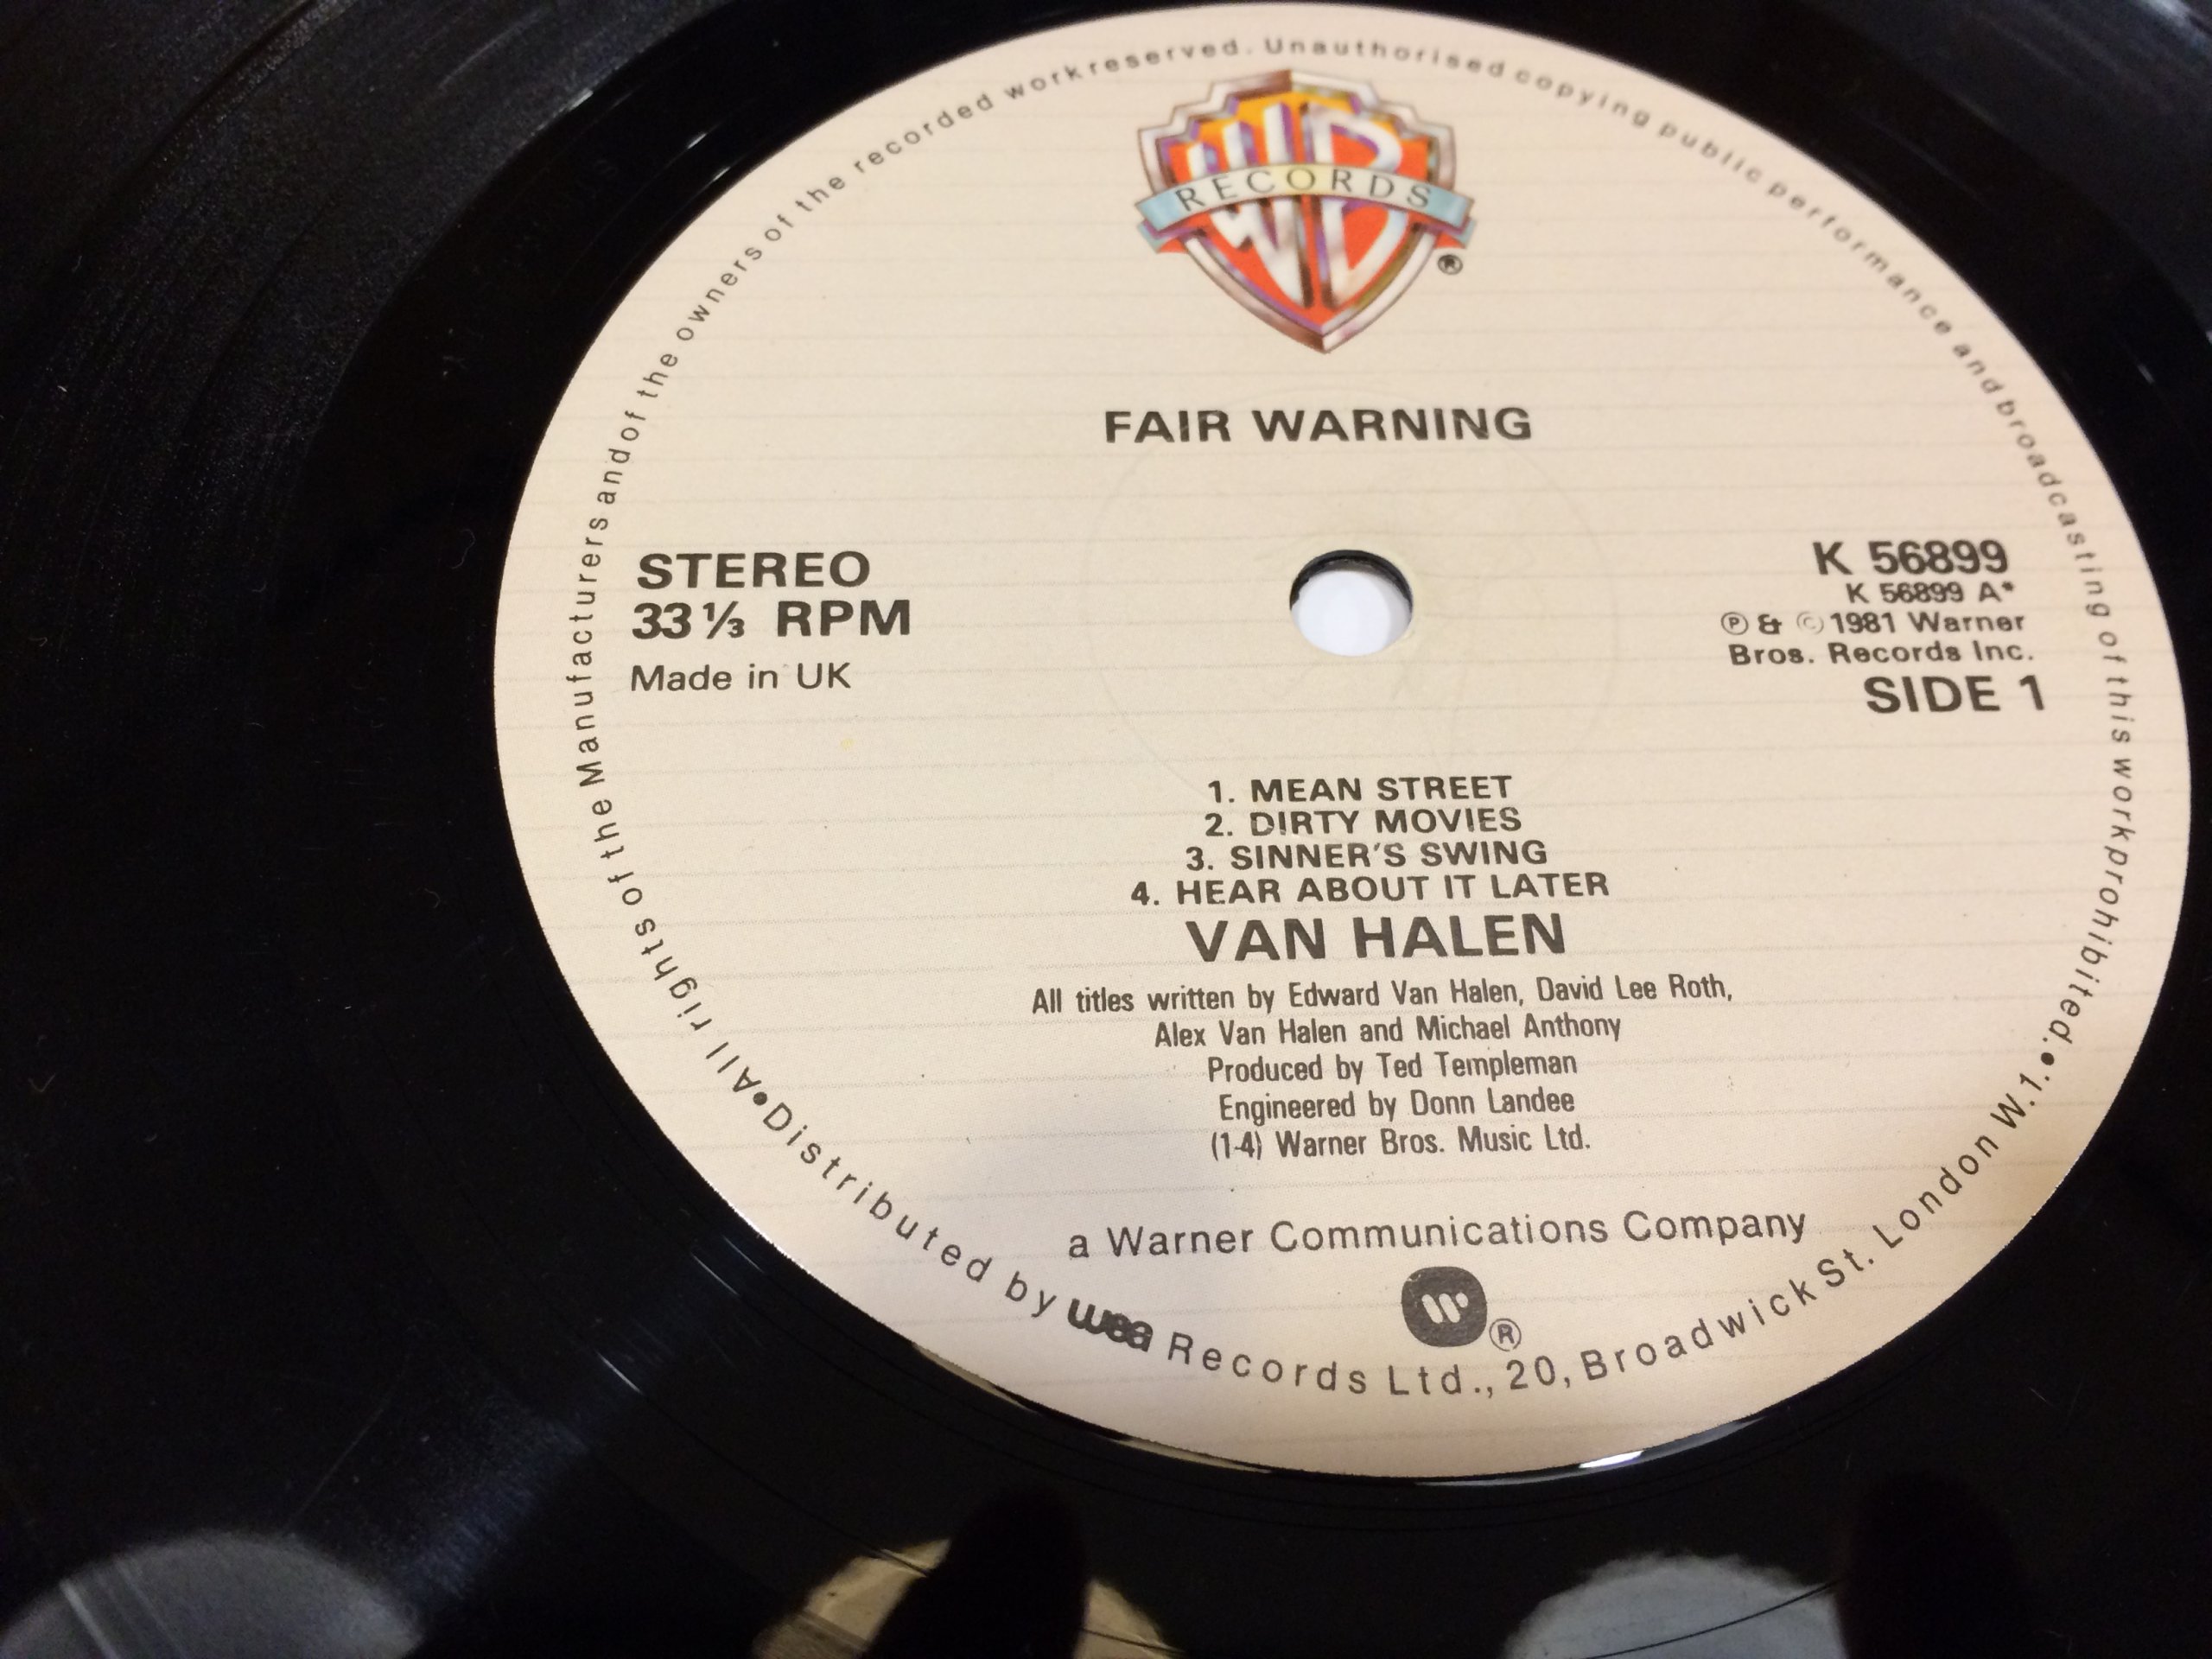 WB
RECORDS
®
FAIR WARNING
STEREO
33⅓ RPM
Made in UK
K 56899
K 56899 A*
Ⓟ & Ⓒ 1981 Warner
Bros. Records Inc.
SIDE 1
1. MEAN STREET
2. DIRTY MOVIES
3. SINNER'S SWING
4. HEAR ABOUT IT LATER
VAN HALEN
All titles written by Edward Van Halen, David Lee Roth,
Alex Van Halen and Michael Anthony
Produced by Ted Templeman
Engineered by Donn Landee
(1-4) Warner Bros. Music Ltd.
a Warner Communications Company
W
®
•All rights of the Manufacturers and of the owners of the recorded work reserved. Unauthorised copying public performance and broadcasting of this work prohibited.•
Distributed by wea Records Ltd., 20, Broadwick St. London W.1.